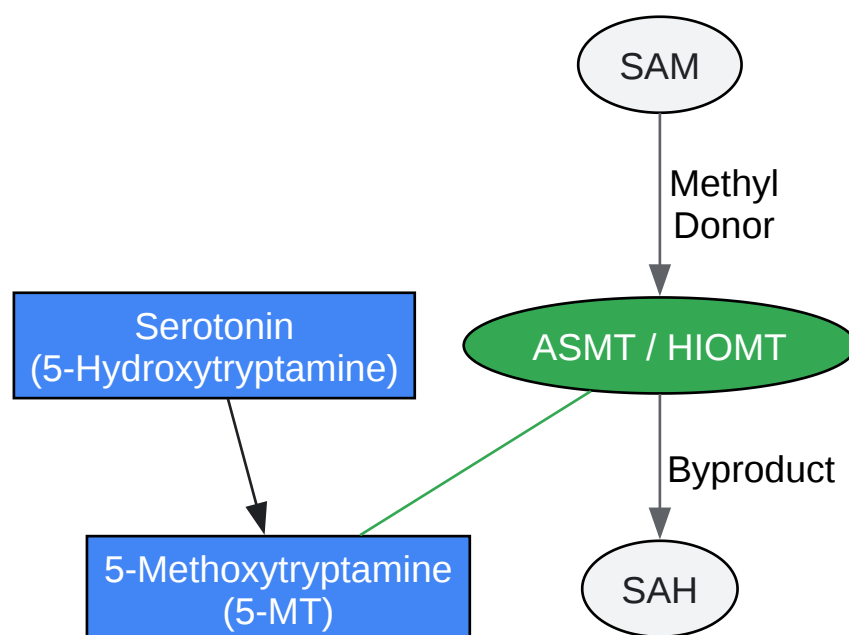 SAM
Methyl
Donor
Serotonin
(5-Hydroxytryptamine)
ASMT / HIOMT
Byproduct
5-Methoxytryptamine
(5-MT)
SAH